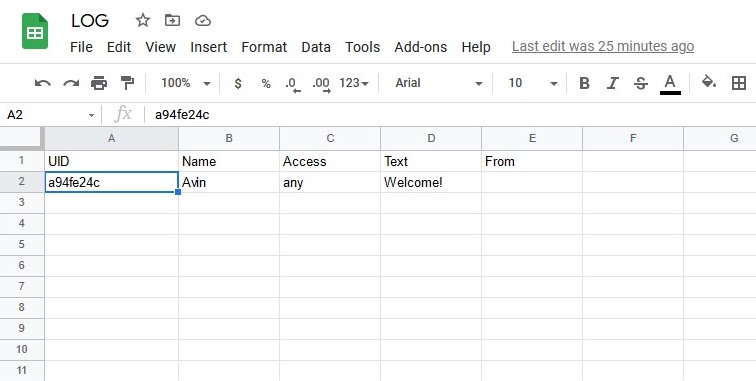 LOG
File Edit View Insert Format Data Tools Add-ons Help Last edit was 25 minutes ago
100% $ % .0 .00 123 Arial 10 B I S A
A2 fx a94fe24c
A B C D E F G
1 UID Name Access Text From
2 a94fe24c Avin any Welcome!
3
4
5
6
7
8
9
10
11